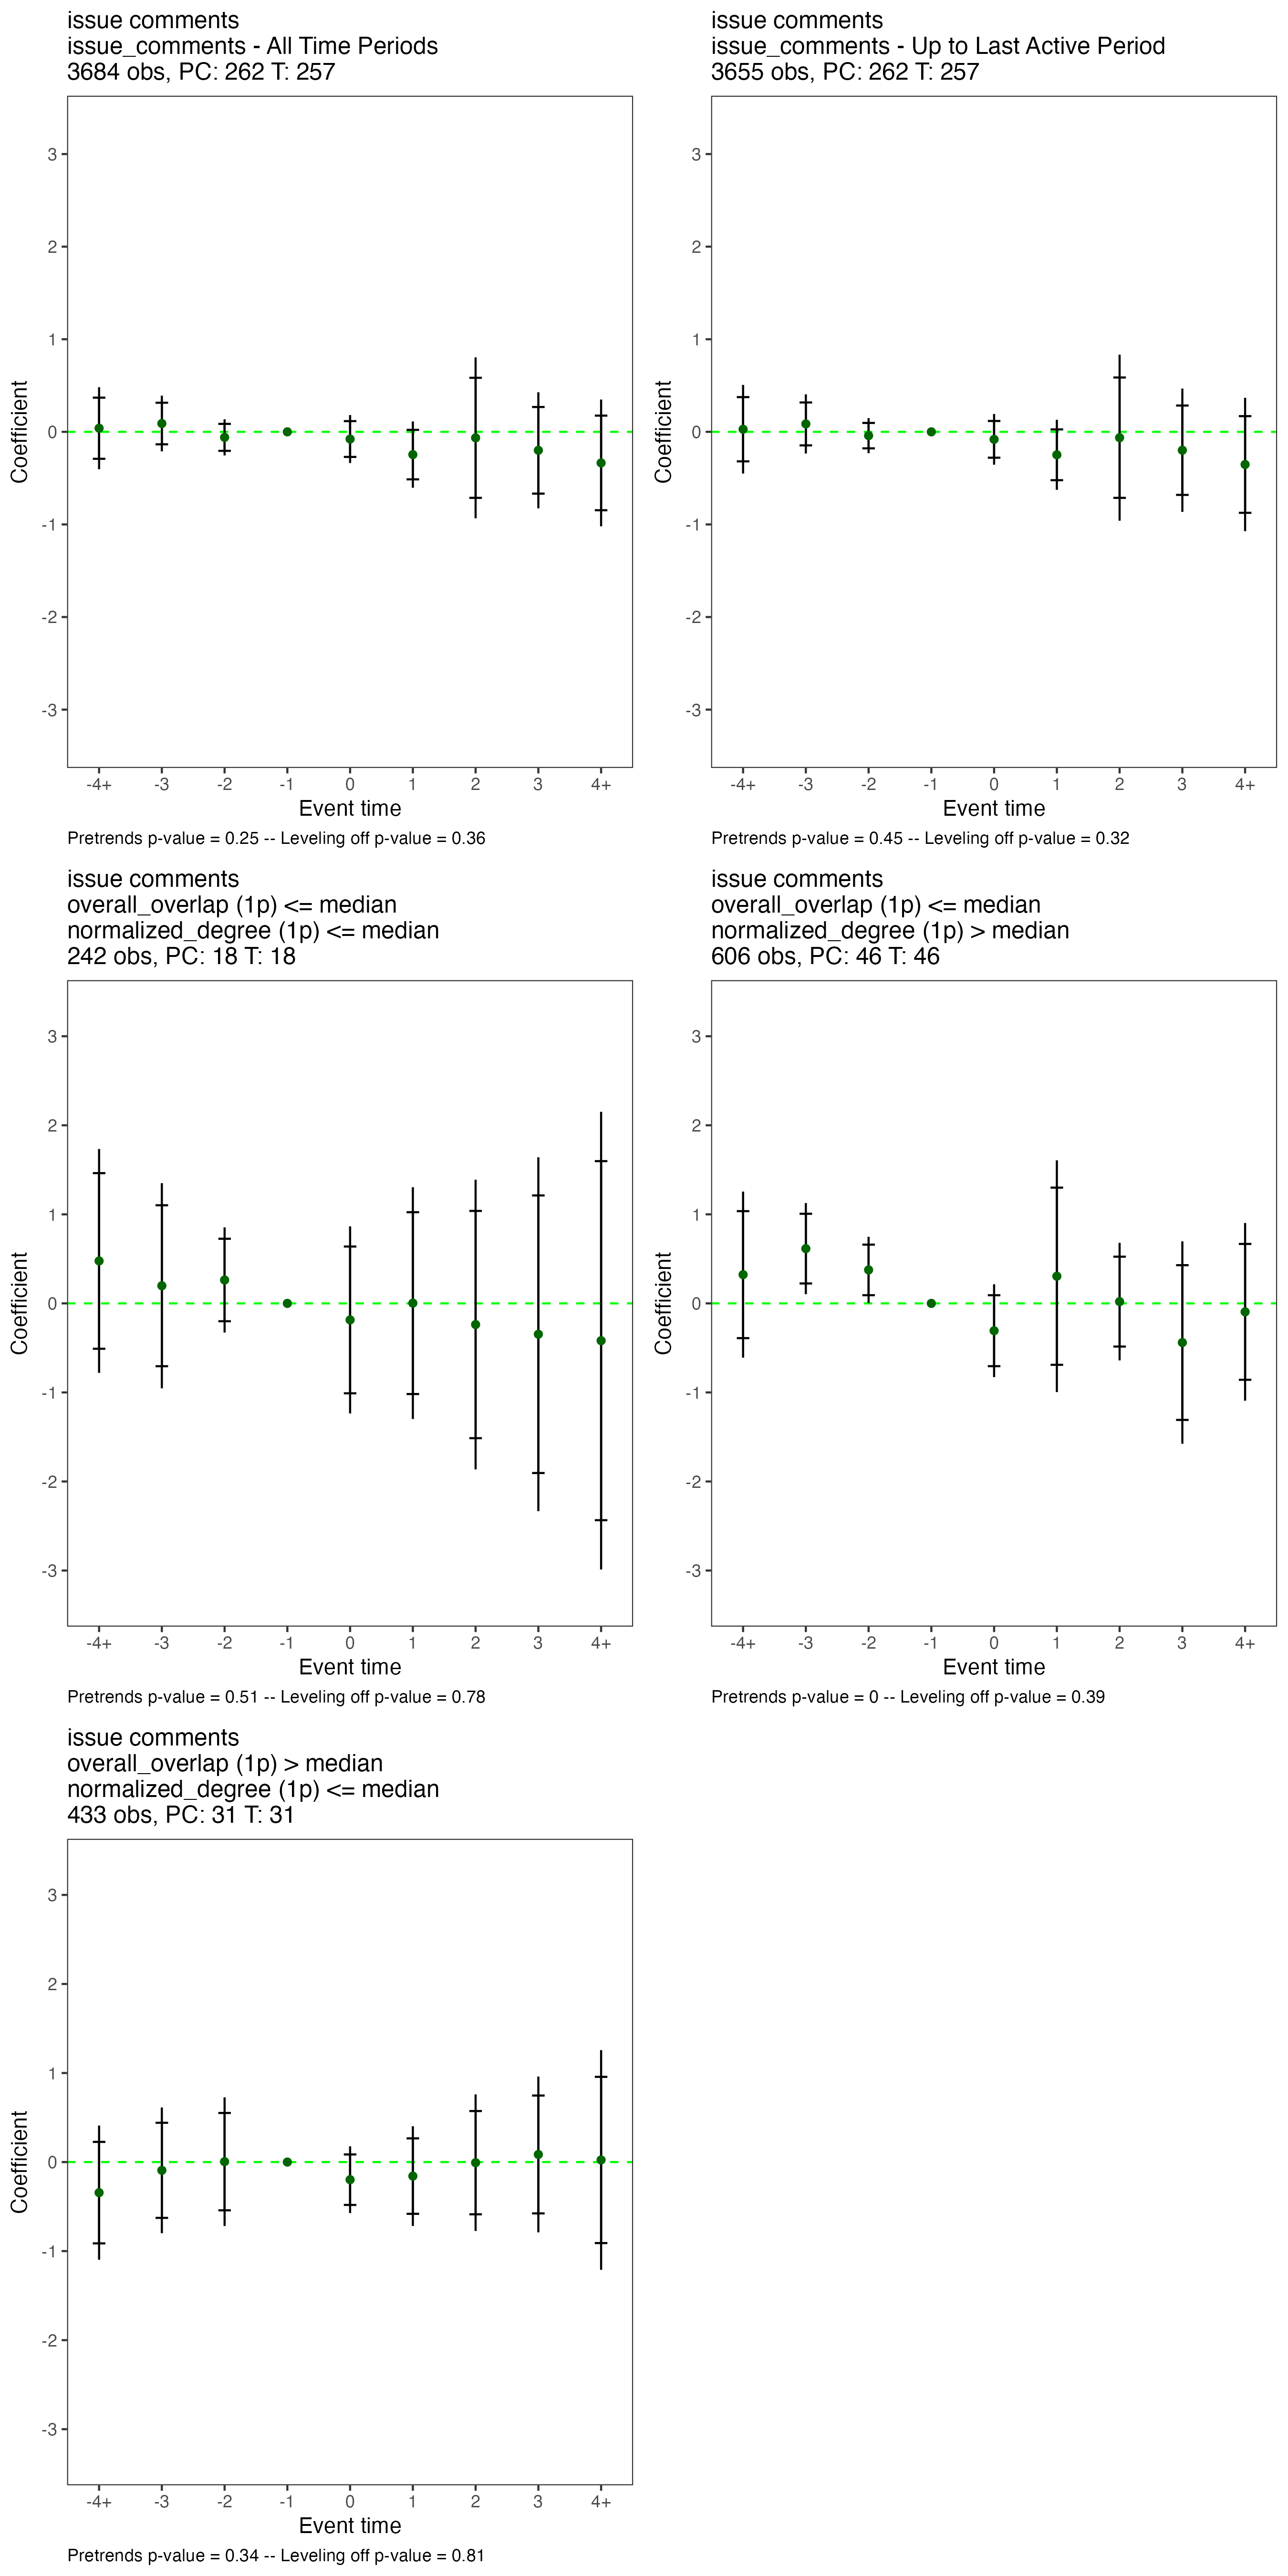 issue comments
issue_comments - All Time Periods
3684 obs, PC: 262 T: 257
3
2
1
0
-1
-2
-3
Coefficient
-4+ -3 -2 -1 0 1 2 3 4+
Event time
Pretrends p-value = 0.25 -- Leveling off p-value = 0.36
issue comments
issue_comments - Up to Last Active Period
3655 obs, PC: 262 T: 257
3
2
1
0
-1
-2
-3
Coefficient
-4+ -3 -2 -1 0 1 2 3 4+
Event time
Pretrends p-value = 0.45 -- Leveling off p-value = 0.32
issue comments
overall_overlap (1p) <= median
normalized_degree (1p) <= median
242 obs, PC: 18 T: 18
3
2
1
0
-1
-2
-3
Coefficient
-4+ -3 -2 -1 0 1 2 3 4+
Event time
Pretrends p-value = 0.51 -- Leveling off p-value = 0.78
issue comments
overall_overlap (1p) <= median
normalized_degree (1p) > median
606 obs, PC: 46 T: 46
3
2
1
0
-1
-2
-3
Coefficient
-4+ -3 -2 -1 0 1 2 3 4+
Event time
Pretrends p-value = 0 -- Leveling off p-value = 0.39
issue comments
overall_overlap (1p) > median
normalized_degree (1p) <= median
433 obs, PC: 31 T: 31
3
2
1
0
-1
-2
-3
Coefficient
-4+ -3 -2 -1 0 1 2 3 4+
Event time
Pretrends p-value = 0.34 -- Leveling off p-value = 0.81